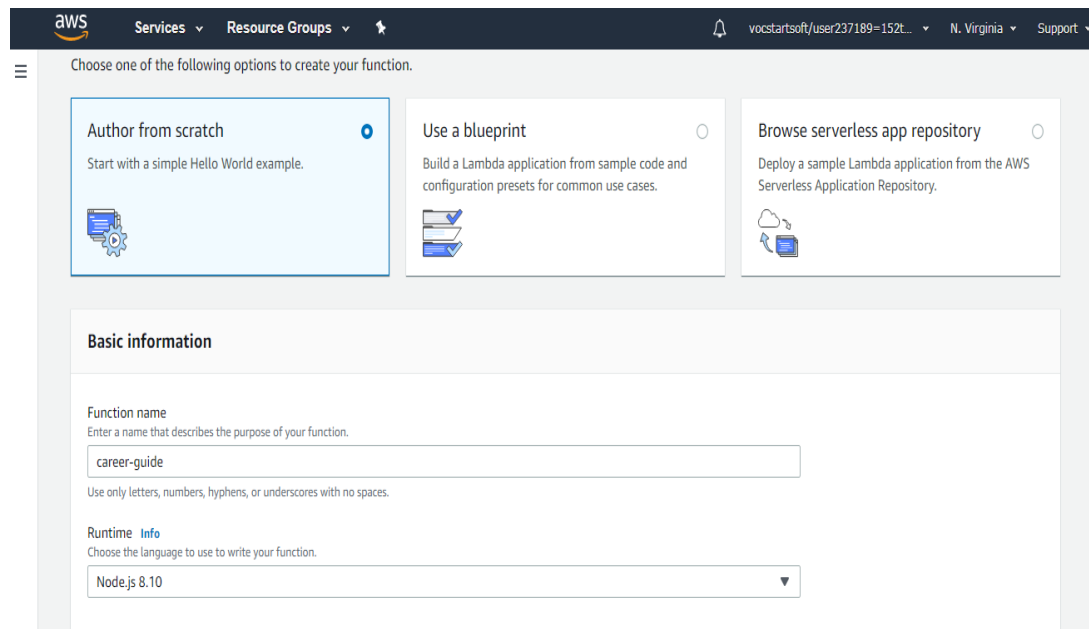 aws Services Resource Groups vocstartsoft/user237189=152t... N. Virginia Support
Choose one of the following options to create your function.
Author from scratch
Start with a simple Hello World example.
Use a blueprint
Build a Lambda application from sample code and
configuration presets for common use cases.
Browse serverless app repository
Deploy a sample Lambda application from the AWS
Serverless Application Repository.
Basic information
Function name
Enter a name that describes the purpose of your function.
career-guide
Use only letters, numbers, hyphens, or underscores with no spaces.
Runtime Info
Choose the language to use to write your function.
Node.js 8.10